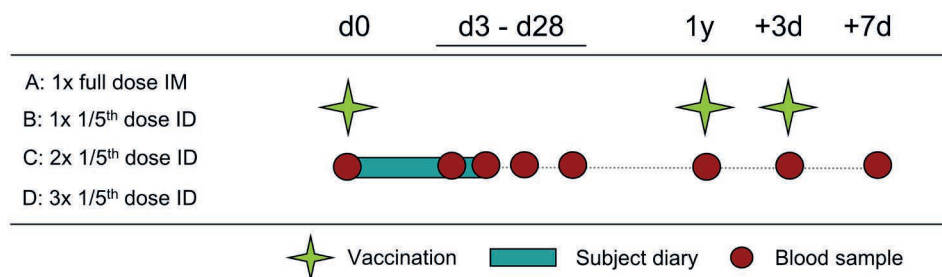 d0 d3 - d28 1y +3d +7d
A: 1x full dose IM
B: 1x 1/5th dose ID
C: 2x 1/5th dose ID
D: 3x 1/5th dose ID
Vaccination Subject diary Blood sample